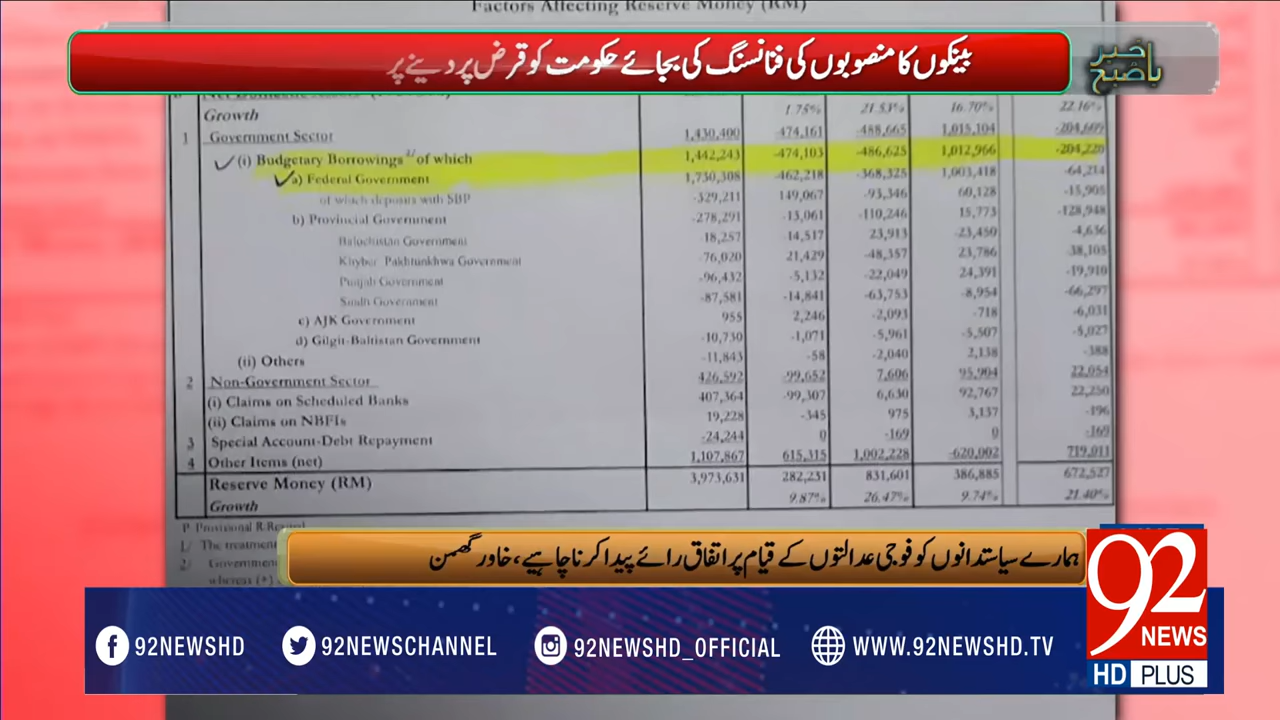 Factors Affecting Reserve Money (RM)
بینکوں کا منصوبوں کی فنانسنگ کی بجائے حکومت کو قرض پر دینے پر
خبر
باصبح
Growth 1.75% 21.53% 16.70% 22.16%
1 Government Sector 1,430,400 -474,161 -488,665 1,015,104 -204,609
(i) Budgetary Borrowings 1/ of which 1,442,243 -474,103 -486,625 1,012,966 -204,220
a) Federal Government 1,730,308 -462,218 -368,325 1,003,418 -64,214
of which deposits with SBP -329,211 149,067 -93,346 60,128 -15,905
b) Provincial Government -278,291 -13,061 -110,246 15,773 -128,948
Balochistan Government -18,257 -14,517 23,913 -23,450 -4,636
Khyber Pakhtunkhwa Government -76,020 21,429 -48,357 23,786 -38,105
Punjab Government -96,432 -5,132 -22,049 24,391 -19,910
Sindh Government -87,581 -14,841 -63,753 -8,954 -66,297
c) AJK Government 955 2,246 -2,093 -718 -6,031
d) Gilgit-Baltistan Government -10,730 -1,071 -5,961 -5,507 -5,027
(ii) Others -11,843 -58 -2,040 2,138 -388
2 Non-Government Sector 426,592 -99,652 7,606 95,904 22,054
(i) Claims on Scheduled Banks 407,364 -99,307 6,630 92,767 22,250
(ii) Claims on NBFIs 19,228 -345 975 3,137 -196
3 Special Account-Debt Repayment -24,244 0 -169 0 -169
4 Other Items (net) 1,107,867 615,315 1,002,228 -620,002 719,011
Reserve Money (RM) 3,973,631 282,231 831,601 386,885 672,527
Growth 9.87% 26.47% 9.74% 21.40%
P Provisional R
1/ The treatment
2/ Government
whereas (+)
ہمارے سیاستدانوں کو فوجی عدالتوں کے قیام پر اتفاق رائے پیدا کرنا چاہیے، خاور گھمن
92NEWSHD 92NEWSCHANNEL 92NEWSHD_OFFICIAL WWW.92NEWSHD.TV
92
NEWS
HD PLUS